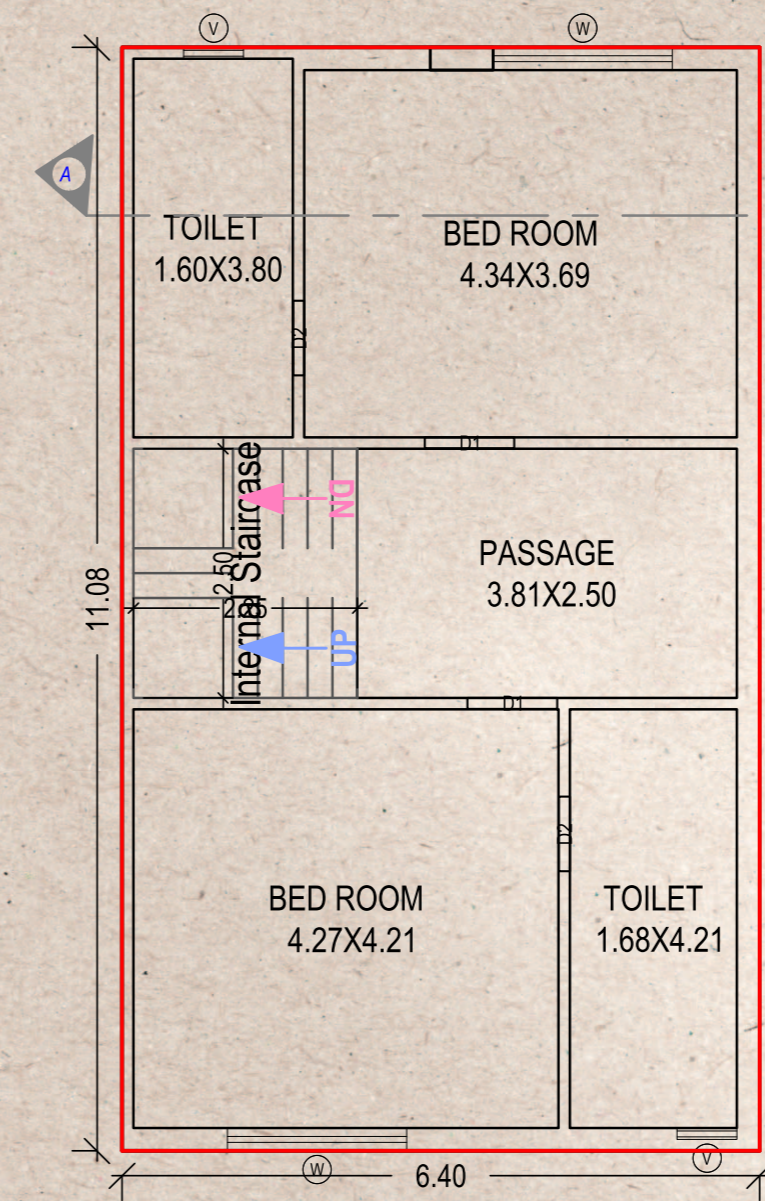 V
W
A
TOILET
1.60X3.80
BED ROOM
4.34X3.69
D2
D1
Internal Staircase
DN
2.50
PASSAGE
3.81X2.50
11.08
UP
D1
D2
BED ROOM
4.27X4.21
TOILET
1.68X4.21
W
V
6.40